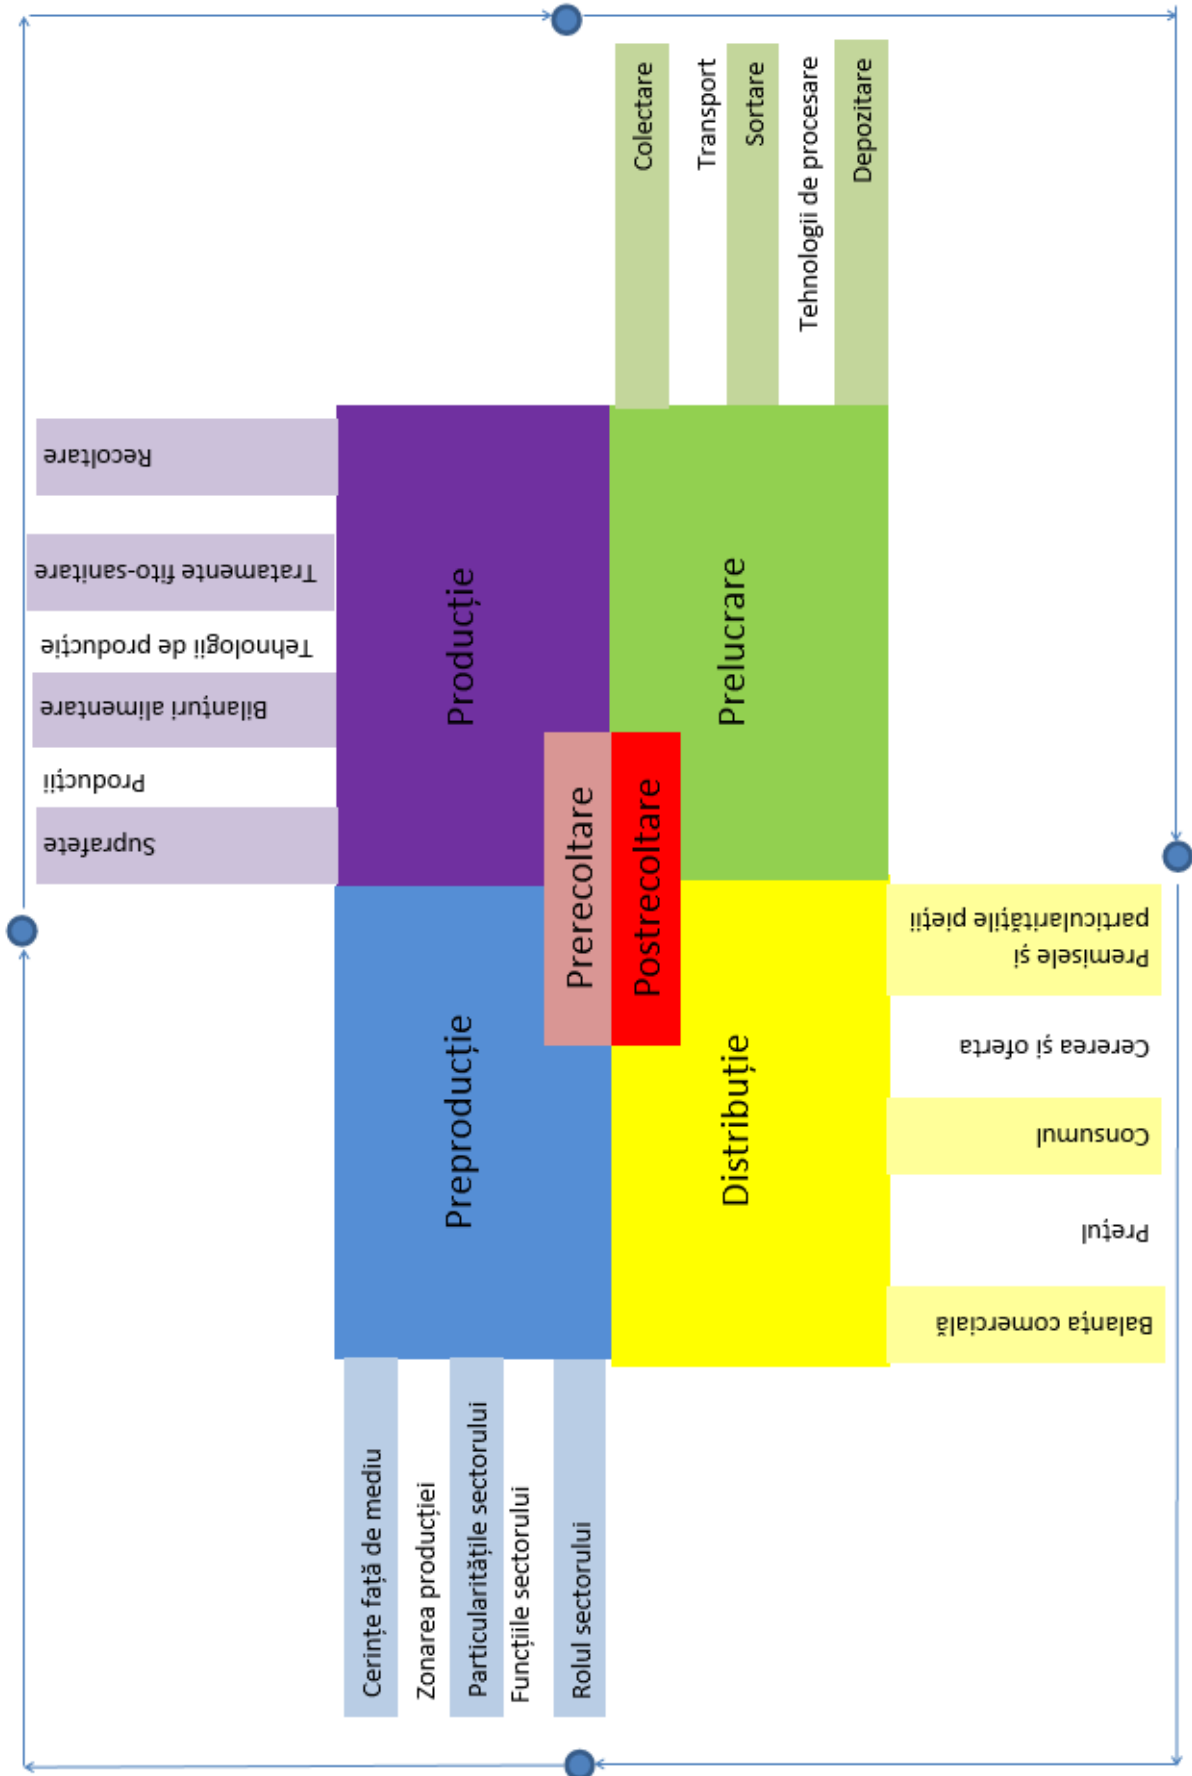 Cerințe față de mediu
Zonarea producției
Particularitățile sectorului
Funcțiile sectorului
Rolul sectorului
Preproducție
Suprafete
Producții
Bilanțuri alimentare
Tehnologii de producție
Tratamente fito-sanitare
Recoltare
Producție
Prerecoltare
Postrecoltare
Prelucrare
Colectare
Transport
Sortare
Tehnologii de procesare
Depozitare
Distribuție
Premisele și
particularitățile pieții
Cererea și oferta
Consumul
Prețul
Balanța comercială